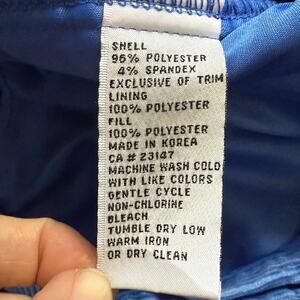 SHELL
96% POLYESTER
4% SPANDEX
EXCLUSIVE OF TRIM
LINING
100% POLYESTER
FILL
100% POLYESTER
MADE IN KOREA
CA # 23147
MACHINE WASH COLD
WITH LIKE COLORS
GENTLE CYCLE
NON-CHLORINE
BLEACH
TUMBLE DRY LOW
WARM IRON
OR DRY CLEAN